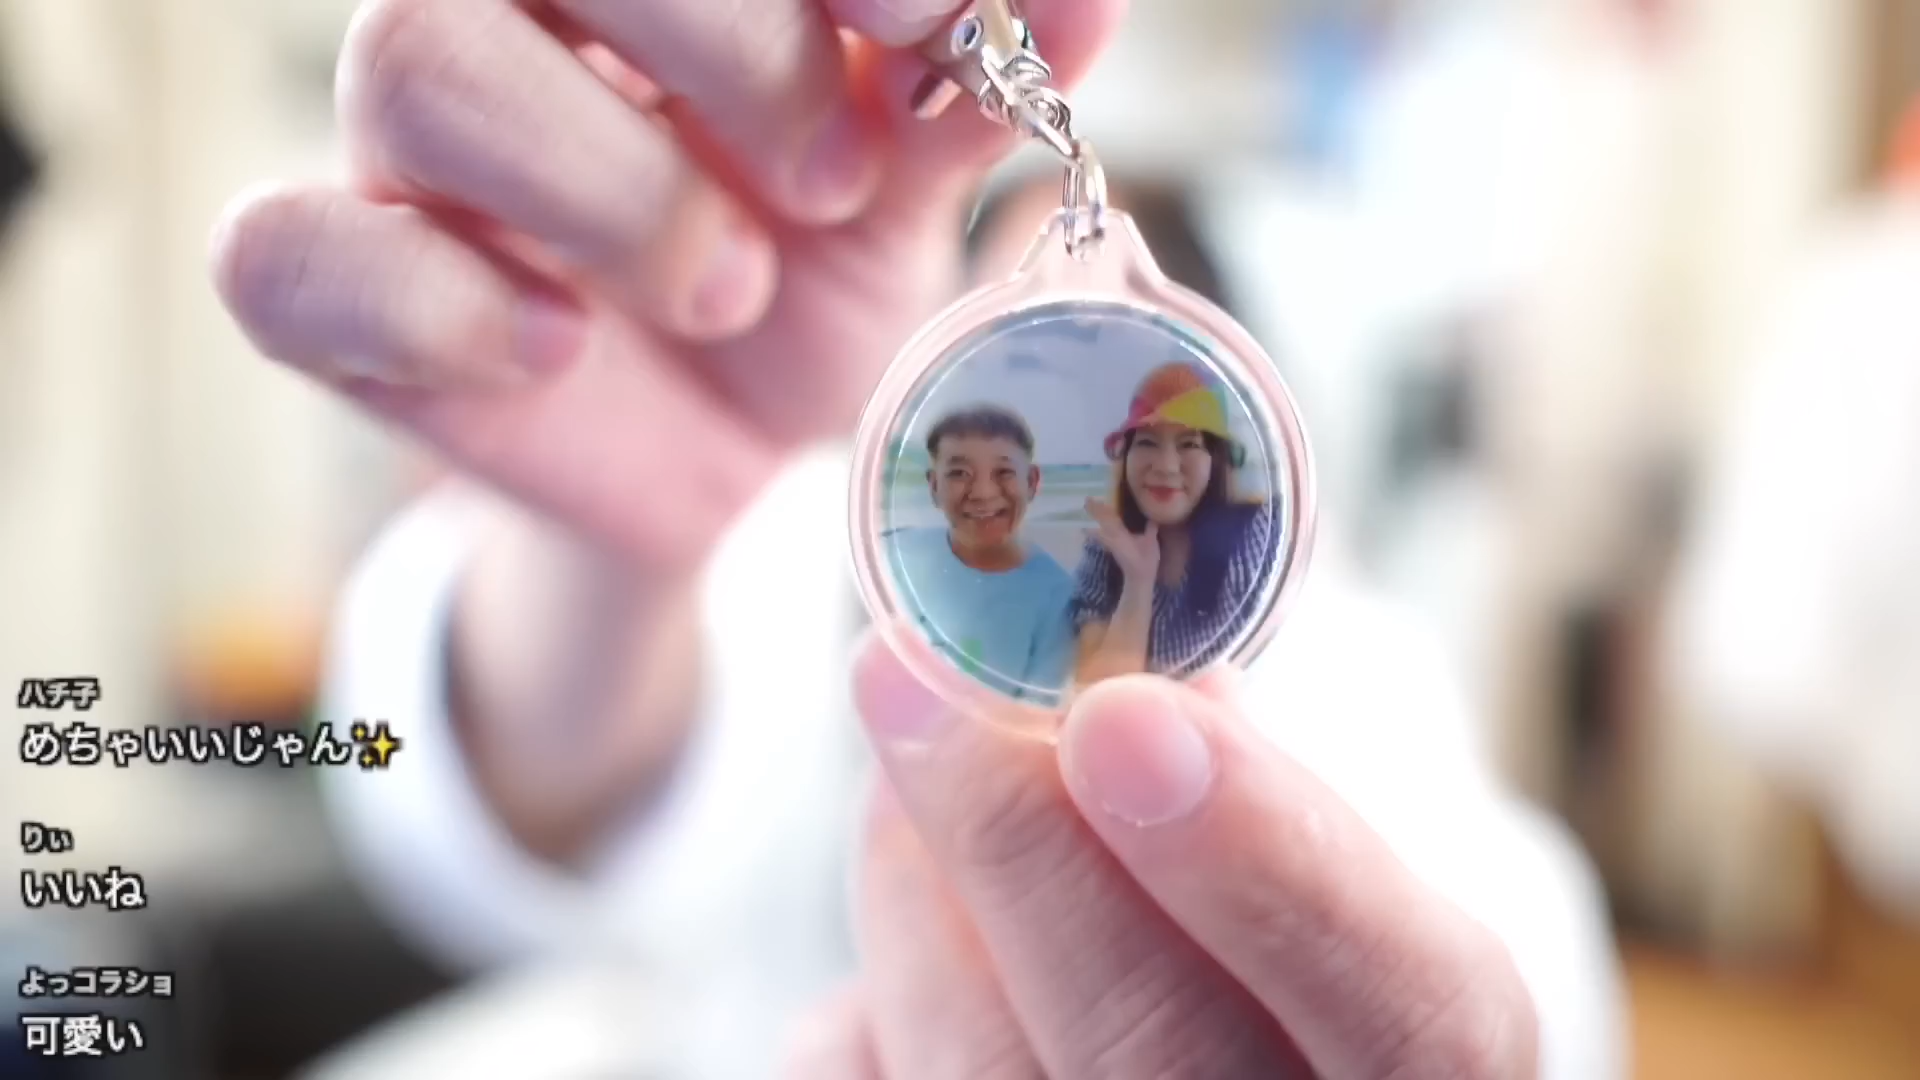 ハチ子
めちゃいいじゃん✨
りぃ
いいね
よっコラショ
可愛い